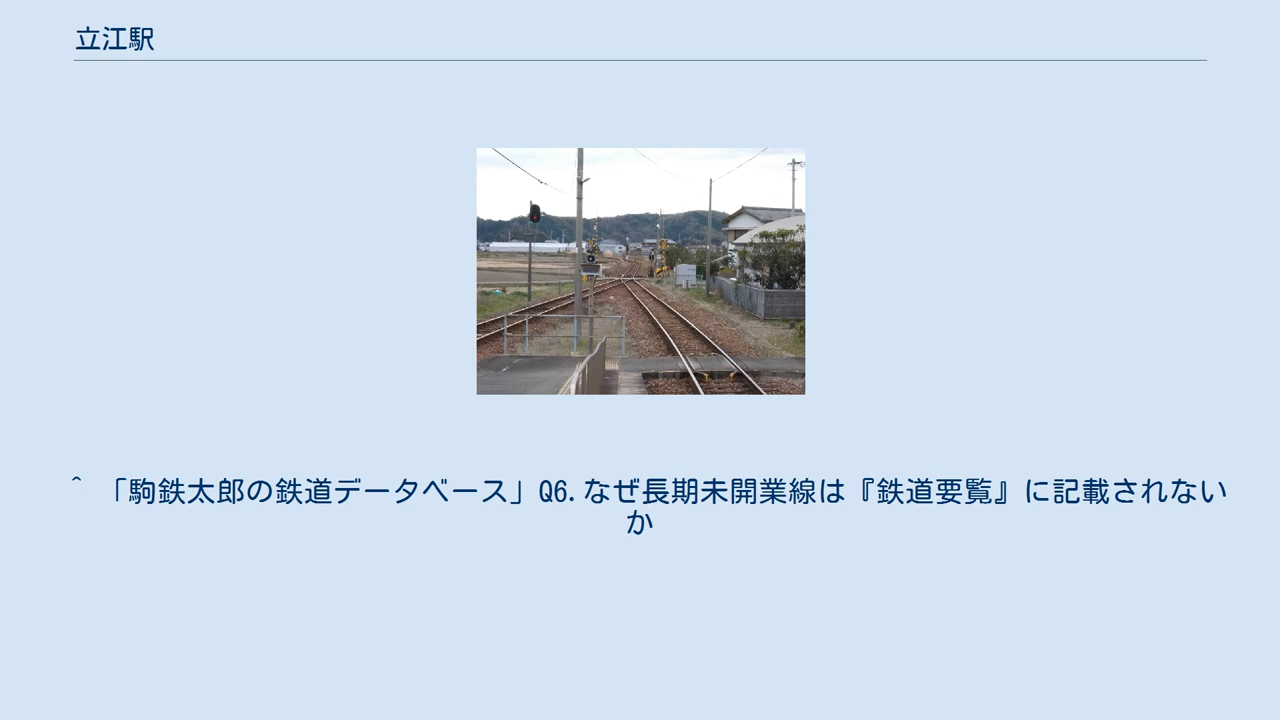 立江駅
^ 「駒鉄太郎の鉄道データベース」Q6.なぜ長期未開業線は『鉄道要覧』に記載されない
か